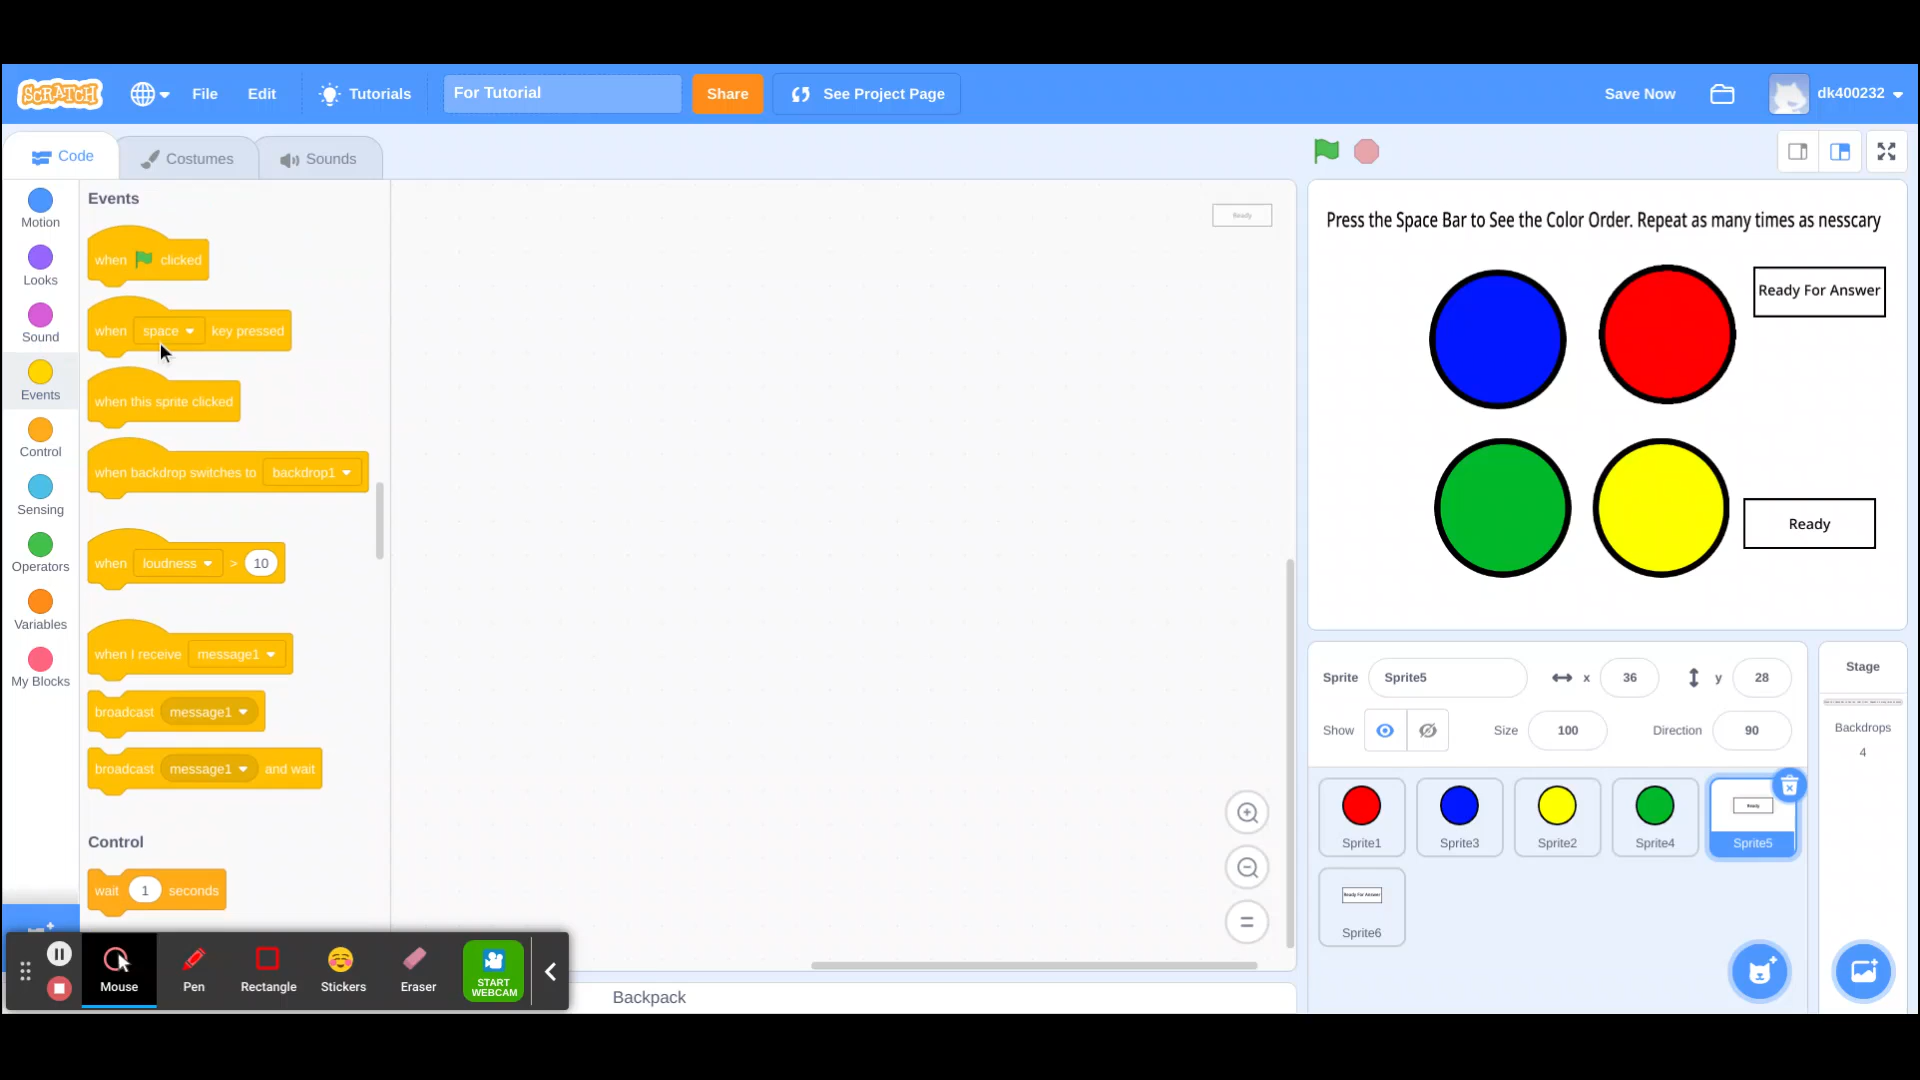 SCRATCH
File
Edit
Tutorials
For Tutorial
Share
See Project Page
Save Now
dk400232
Code
Costumes
Sounds
Motion
Looks
Sound
Events
Control
Sensing
Operators
Variables
My Blocks
Events
when clicked
when space key pressed
when this sprite clicked
when backdrop switches to backdrop1
when loudness > 10
when I receive message1
broadcast message1
broadcast message1 and wait
Control
wait 1 seconds
Ready
Press the Space Bar to See the Color Order. Repeat as many times as nesscary
Ready For Answer
Ready
Sprite Sprite5 x 36 y 28
Show Size 100 Direction 90
Sprite1
Sprite3
Sprite2
Sprite4
Ready
Sprite5
Ready For Answer
Sprite6
Stage
Backdrops
4
Mouse
Pen
Rectangle
Stickers
Eraser
START
WEBCAM
Backpack